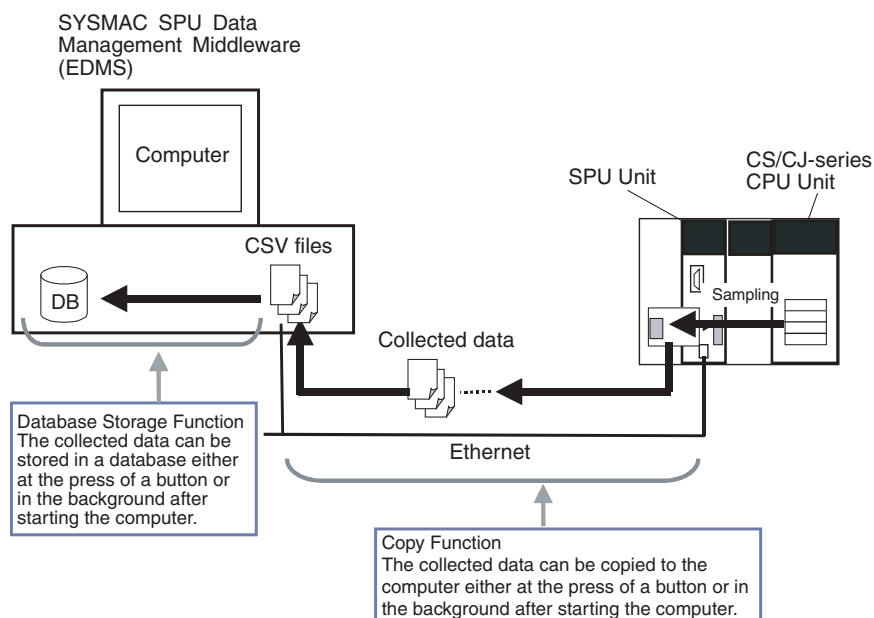 SYSMAC SPU Data
Management Middleware
(EDMS)
Computer
CS/CJ-series
CPU Unit
SPU Unit
CSV files
DB
Sampling
Collected data
Ethernet
Database Storage Function
The collected data can be
stored in a database either
at the press of a button or
in the background after
starting the computer.
Copy Function
The collected data can be copied to the
computer either at the press of a button or in
the background after starting the computer.